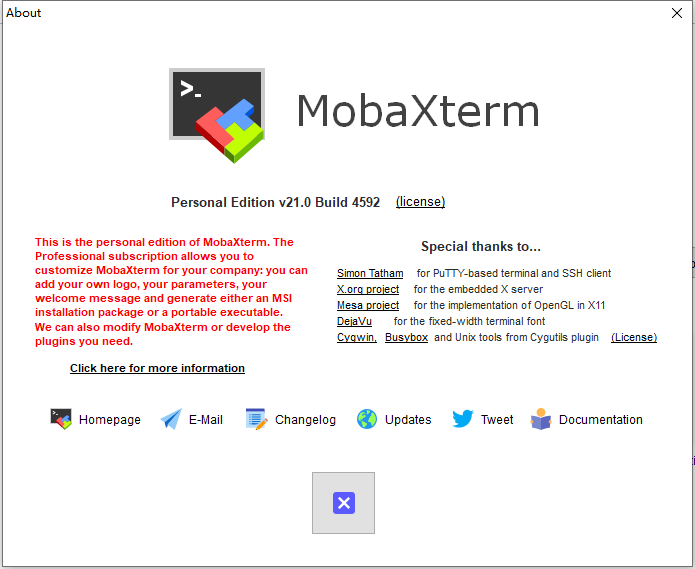 About
>_
MobaXterm
Personal Edition v21.0 Build 4592 (license)
This is the personal edition of MobaXterm. The
Professional subscription allows you to
customize MobaXterm for your company: you can
add your own logo, your parameters, your
welcome message and generate either an MSI
installation package or a portable executable.
We can also modify MobaXterm or develop the
plugins you need.
Click here for more information
Special thanks to...
Simon Tatham for PuTTY-based terminal and SSH client
X.org project for the embedded X server
Mesa project for the implementation of OpenGL in X11
DejaVu for the fixed-width terminal font
Cygwin, Busybox and Unix tools from Cygutils plugin (License)
Homepage E-Mail Changelog Updates Tweet Documentation